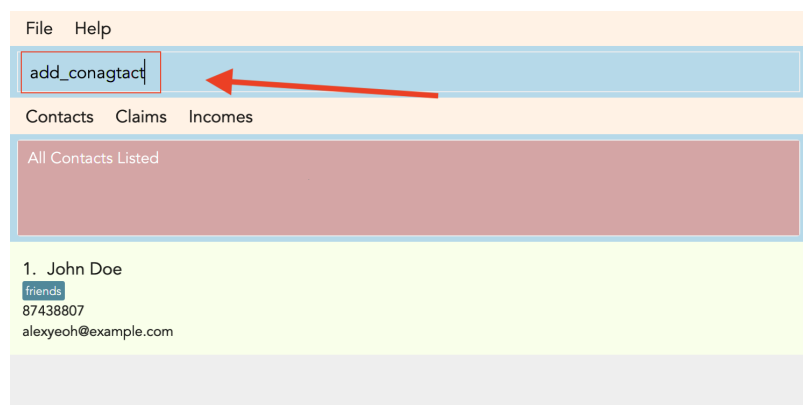 File Help
add_conagtact
Contacts Claims Incomes
All Contacts Listed
1. John Doe
friends
87438807
alexyeoh@example.com